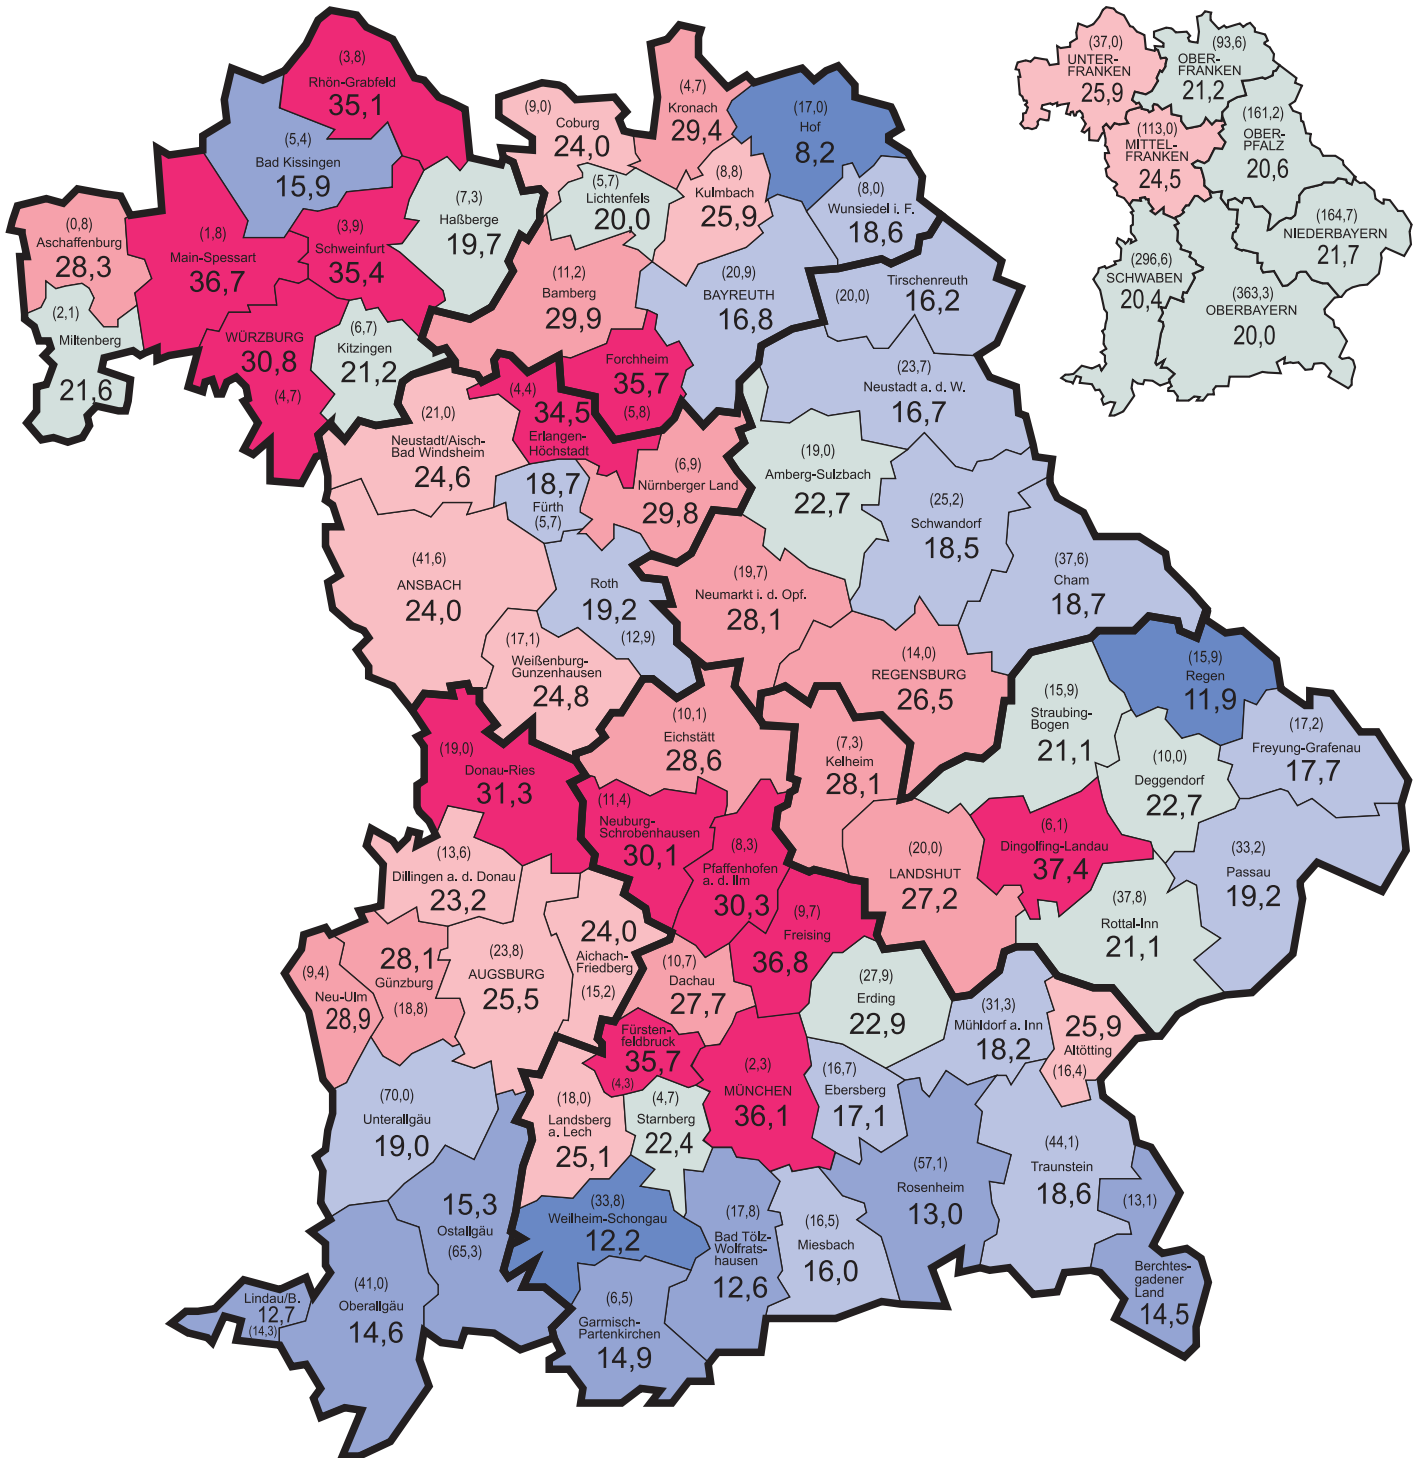 (3,8)
Rhön-Grabfeld
35,1
(5,4)
Bad Kissingen
15,9
(7,3)
Haßberge
19,7
(0,8)
Aschaffenburg
28,3
(1,8)
Main-Spessart
36,7
(3,9)
Schweinfurt
35,4
(2,1)
Miltenberg
21,6
WÜRZBURG
30,8
(4,7)
(6,7)
Kitzingen
21,2
(9,0)
Coburg
24,0
(4,7)
Kronach
29,4
(17,0)
Hof
8,2
(5,7)
Lichtenfels
20,0
(8,8)
Kulmbach
25,9
(8,0)
Wunsiedel i. F.
18,6
(11,2)
Bamberg
29,9
(20,9)
BAYREUTH
16,8
Forchheim
35,7
(5,8)
Tirschenreuth
(20,0)
16,2
(23,7)
Neustadt a. d. W.
16,7
(19,0)
Amberg-Sulzbach
22,7
(25,2)
Schwandorf
18,5
(37,6)
Cham
18,7
(19,7)
Neumarkt i. d. Opf.
28,1
(14,0)
REGENSBURG
26,5
(4,4)
34,5
Erlangen-
Höchstadt
(21,0)
Neustadt/Aisch-
Bad Windsheim
24,6
18,7
Fürth
(5,7)
(6,9)
Nürnberger Land
29,8
(41,6)
ANSBACH
24,0
Roth
19,2
(12,9)
(17,1)
Weißenburg-
Gunzenhausen
24,8
(15,9)
Regen
11,9
(15,9)
Straubing-
Bogen
21,1
(17,2)
Freyung-Grafenau
17,7
(10,0)
Deggendorf
22,7
(7,3)
Kelheim
28,1
(20,0)
LANDSHUT
27,2
(6,1)
Dingolfing-Landau
37,4
(33,2)
Passau
19,2
(37,8)
Rottal-Inn
21,1
(19,0)
Donau-Ries
31,3
(13,6)
Dillingen a. d. Donau
23,2
(9,4)
Neu-Ulm
28,9
28,1
Günzburg
(18,8)
(23,8)
AUGSBURG
25,5
24,0
Aichach-
Friedberg
(15,2)
(70,0)
Unterallgäu
19,0
15,3
Ostallgäu
(65,3)
(41,0)
Oberallgäu
14,6
Lindau/B.
12,7
(14,3)
(10,1)
Eichstätt
28,6
(11,4)
Neuburg-
Schrobenhausen
30,1
(8,3)
Pfaffenhofen
a. d. Ilm
30,3
(9,7)
Freising
36,8
(10,7)
Dachau
27,7
(27,9)
Erding
22,9
(31,3)
Mühldorf a. Inn
18,2
25,9
Altötting
(16,4)
Fürsten-
feldbruck
35,7
(4,3)
(2,3)
MÜNCHEN
36,1
(16,7)
Ebersberg
17,1
(18,0)
Landsberg
a. Lech
25,1
(4,7)
Starnberg
22,4
(33,8)
Weilheim-Schongau
12,2
(17,8)
Bad Tölz-
Wolfrats-
hausen
12,6
(16,5)
Miesbach
16,0
(57,1)
Rosenheim
13,0
(44,1)
Traunstein
18,6
(13,1)
Berchtes-
gadener
Land
14,5
(6,5)
Garmisch-
Partenkirchen
14,9
(37,0)
UNTER-
FRANKEN
25,9
(93,6)
OBER-
FRANKEN
21,2
(113,0)
MITTEL-
FRANKEN
24,5
(161,2)
OBER-
PFALZ
20,6
(164,7)
NIEDERBAYERN
21,7
(296,6)
SCHWABEN
20,4
(363,3)
OBERBAYERN
20,0